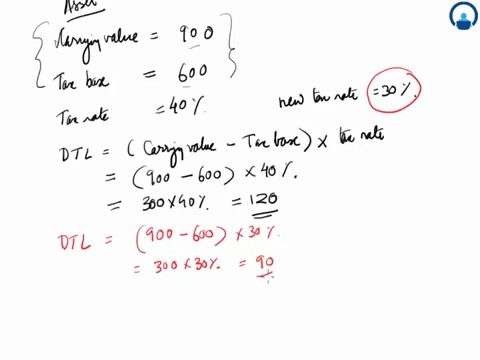 Asset
Carrying value = 900
Tax base = 600
Tax rate = 40%
new tax rate = 30%
DTL = (Carrying value - Tax base) × tax rate
= (900 - 600) × 40%.
= 300 × 40%. = 120
DTL = (900 - 600) × 30%.
= 300 × 30%. = 90